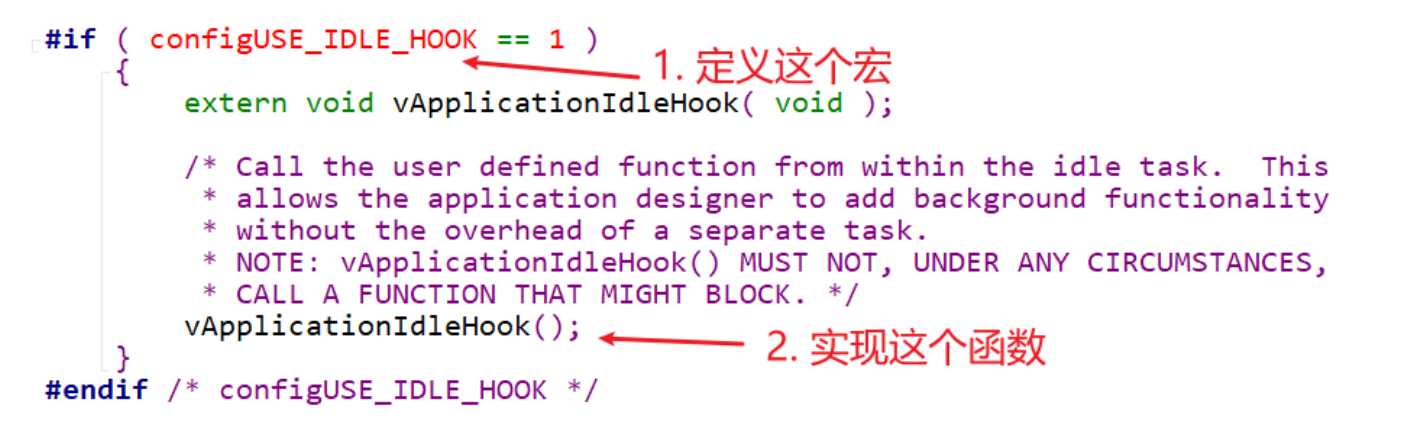 #if ( configUSE_IDLE_HOOK == 1 )
1. 定义这个宏
{
extern void vApplicationIdleHook( void );
/* Call the user defined function from within the idle task.  This
* allows the application designer to add background functionality
* without the overhead of a separate task.
* NOTE: vApplicationIdleHook() MUST NOT, UNDER ANY CIRCUMSTANCES,
* CALL A FUNCTION THAT MIGHT BLOCK. */
vApplicationIdleHook();
2. 实现这个函数
}
#endif /* configUSE_IDLE_HOOK */